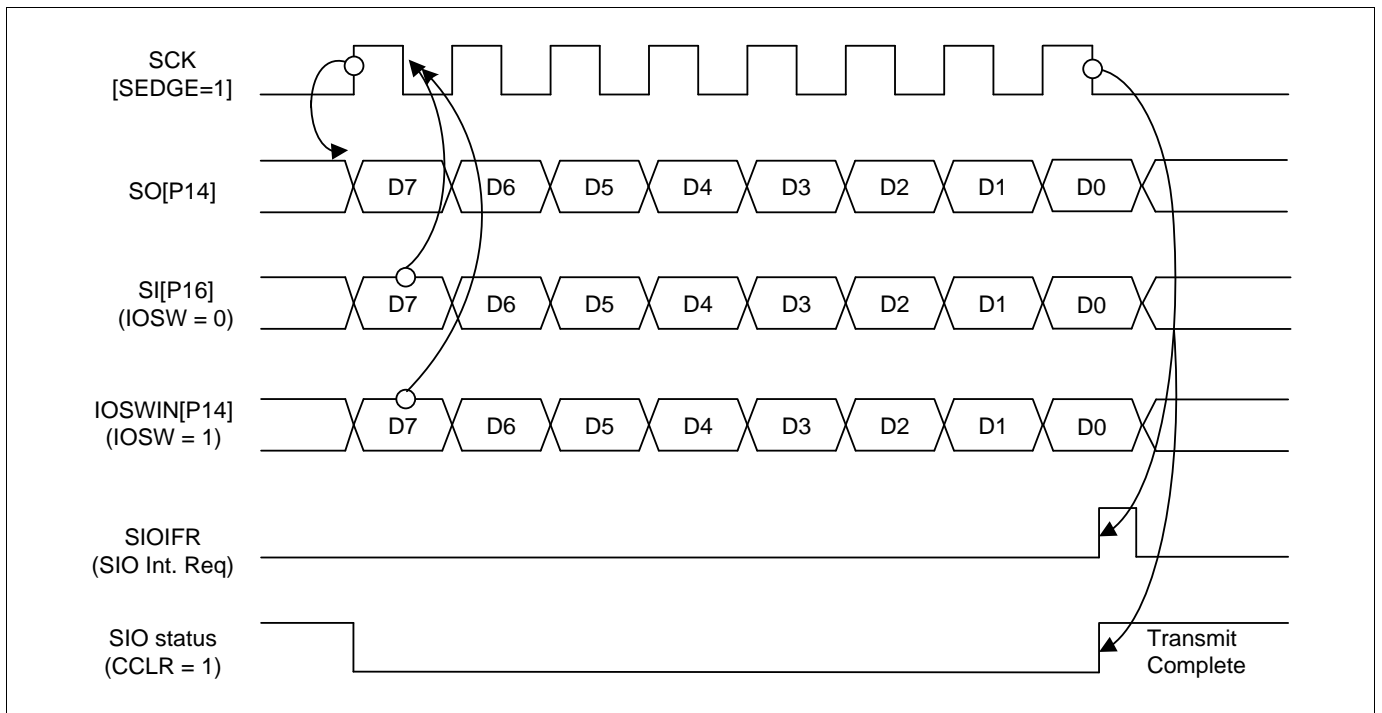 SCK
[SEDGE=1]
SO[P14]
D7 D6 D5 D4 D3 D2 D1 D0
SI[P16]
(IOSW = 0)
D7 D6 D5 D4 D3 D2 D1 D0
IOSWIN[P14]
(IOSW = 1)
D7 D6 D5 D4 D3 D2 D1 D0
SIOIFR
(SIO Int. Req)
SIO status
(CCLR = 1)
Transmit
Complete